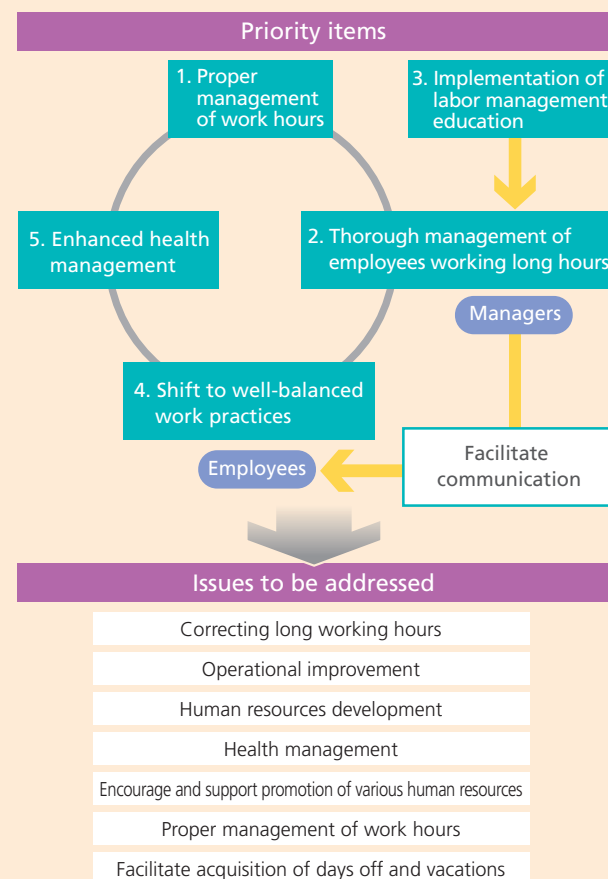 Priority items
1. Proper
management
of work hours
3. Implementation of
labor management
education
5. Enhanced health
management
2. Thorough management of
employees working long hours
Managers
4. Shift to well-balanced
work practices
Employees
Facilitate
communication
Issues to be addressed
Correcting long working hours
Operational improvement
Human resources development
Health management
Encourage and support promotion of various human resources
Proper management of work hours
Facilitate acquisition of days off and vacations